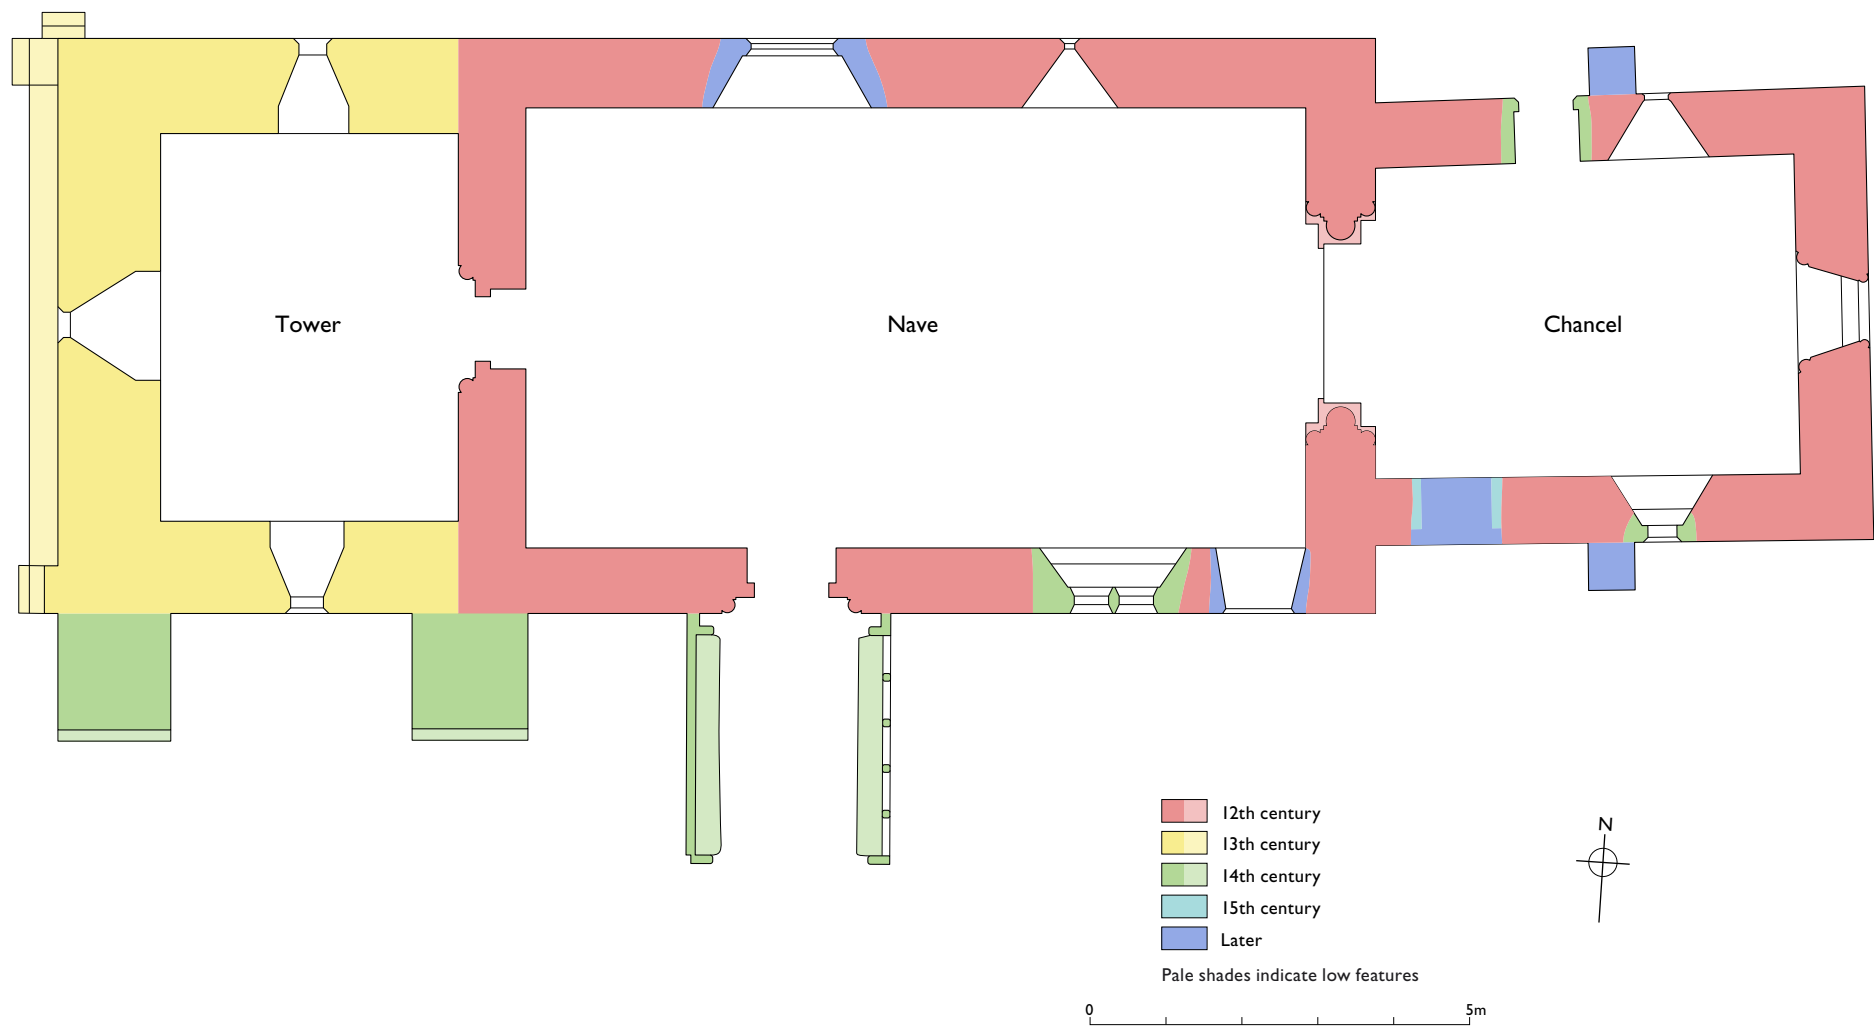 Tower
Nave
Chancel
12th century
13th century
14th century
15th century
Later
Pale shades indicate low features
N
0 5m